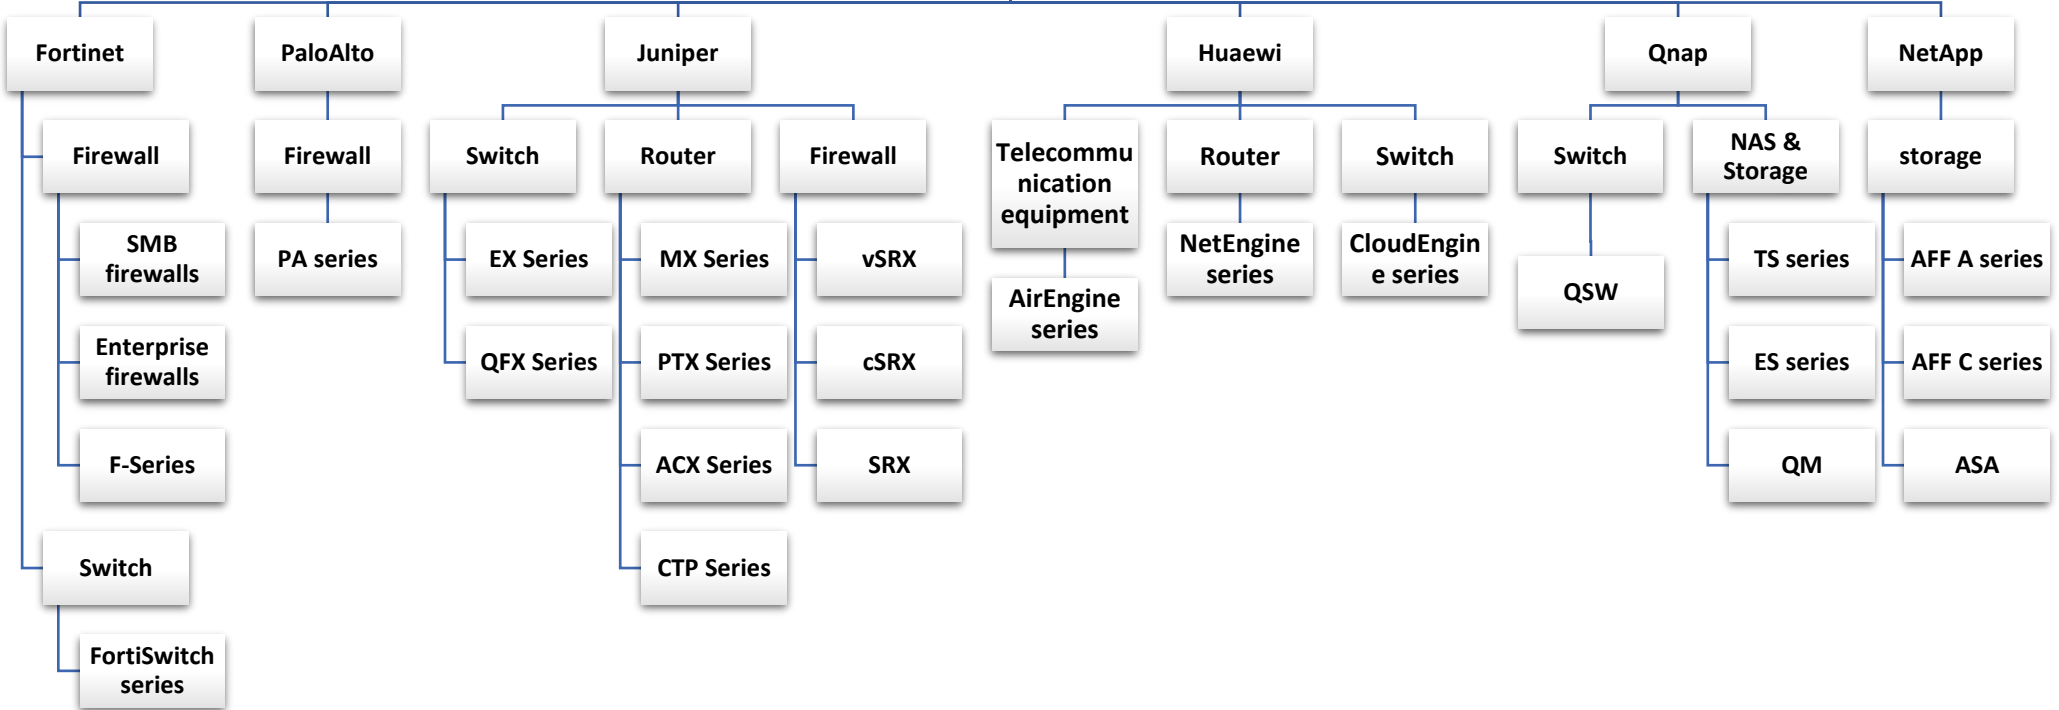 Fortinet
PaloAlto
Juniper
Huaewi
Qnap
NetApp
Firewall
Firewall
Switch
Router
Firewall
Telecommu
nication
equipment
Router
Switch
Switch
NAS &
Storage
storage
SMB
firewalls
PA series
EX Series
MX Series
vSRX
NetEngine
series
CloudEngin
e series
TS series
AFF A series
AirEngine
series
QSW
Enterprise
firewalls
QFX Series
PTX Series
cSRX
ES series
AFF C series
F-Series
ACX Series
SRX
QM
ASA
Switch
CTP Series
FortiSwitch
series